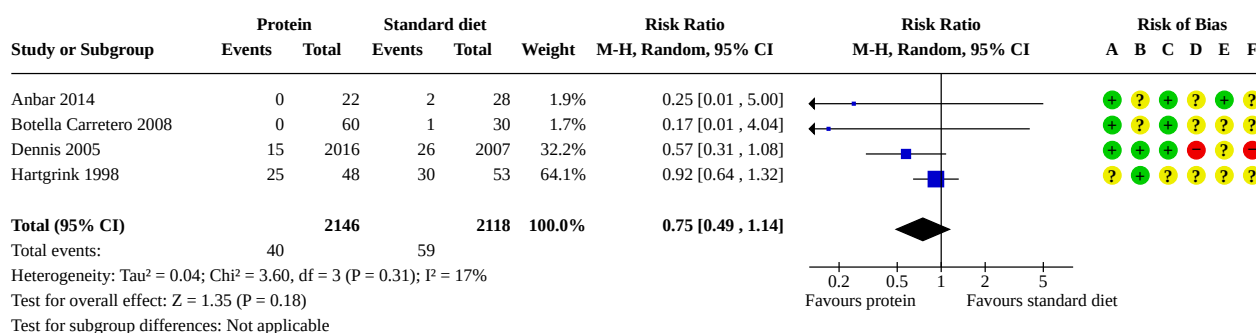 Protein Standard diet Risk Ratio Risk Ratio Risk of Bias
Study or Subgroup Events Total Events Total Weight M-H, Random, 95% CI M-H, Random, 95% CI A B C D E F
Anbar 2014 0 22 2 28 1.9% 0.25 [0.01 , 5.00] + ? + ? + ?
Botella Carretero 2008 0 60 1 30 1.7% 0.17 [0.01 , 4.04] + ? + ? ? ?
Dennis 2005 15 2016 26 2007 32.2% 0.57 [0.31 , 1.08] + + + − ? −
Hartgrink 1998 25 48 30 53 64.1% 0.92 [0.64 , 1.32] ? + ? ? ? ?
Total (95% CI) 2146 2118 100.0% 0.75 [0.49 , 1.14]
Total events: 40 59
Heterogeneity: Tau² = 0.04; Chi² = 3.60, df = 3 (P = 0.31); I² = 17%
0.2 0.5 1 2 5
Test for overall effect: Z = 1.35 (P = 0.18) Favours protein Favours standard diet
Test for subgroup differences: Not applicable